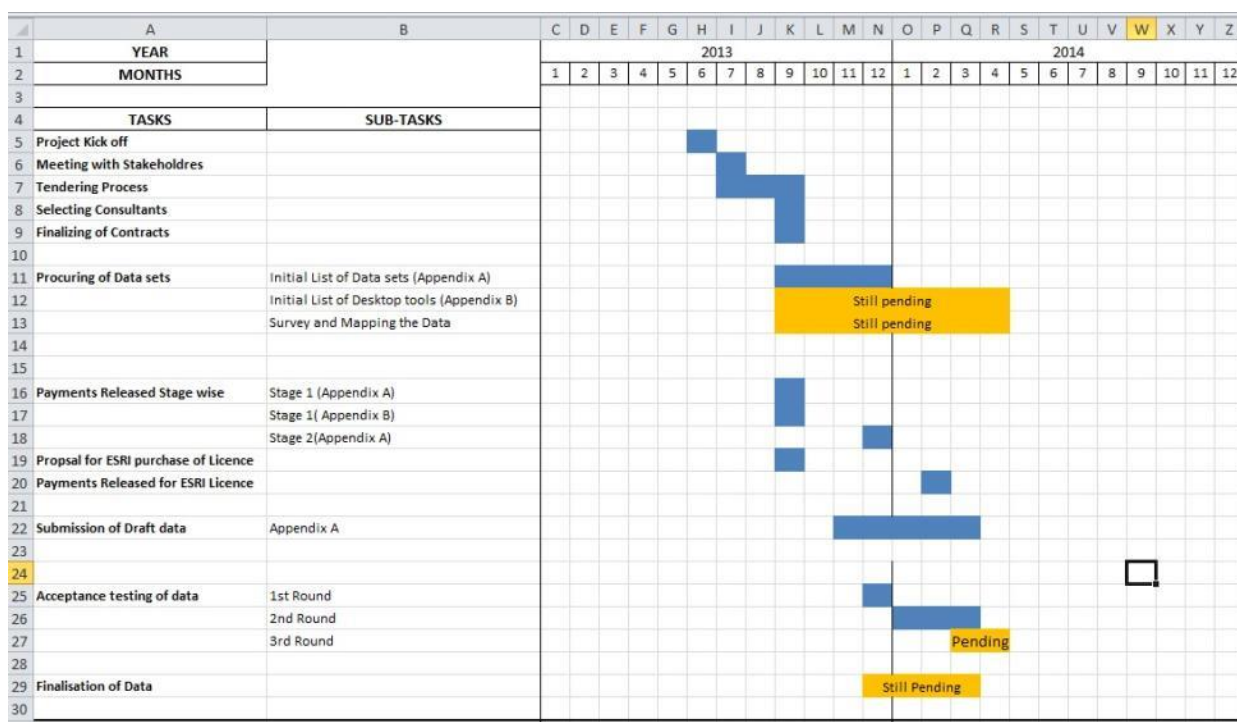 A B C D E F G H I J K L M N O P Q R S T U V W X Y Z
1 YEAR 2013 2014
2 MONTHS 1 2 3 4 5 6 7 8 9 10 11 12 1 2 3 4 5 6 7 8 9 10 11 12
3
4 TASKS SUB-TASKS
5 Project Kick off
6 Meeting with Stakeholdres
7 Tendering Process
8 Selecting Consultants
9 Finalizing of Contracts
10
11 Procuring of Data sets Initial List of Data sets (Appendix A)
12 Initial List of Desktop tools (Appendix B) Still pending
13 Survey and Mapping the Data Still pending
14
15
16 Payments Released Stage wise Stage 1 (Appendix A)
17 Stage 1( Appendix B)
18 Stage 2(Appendix A)
19 Propsal for ESRI purchase of Licence
20 Payments Released for ESRI Licence
21
22 Submission of Draft data Appendix A
23
24
25 Acceptance testing of data 1st Round
26 2nd Round
27 3rd Round Pending
28
29 Finalisation of Data Still Pending
30